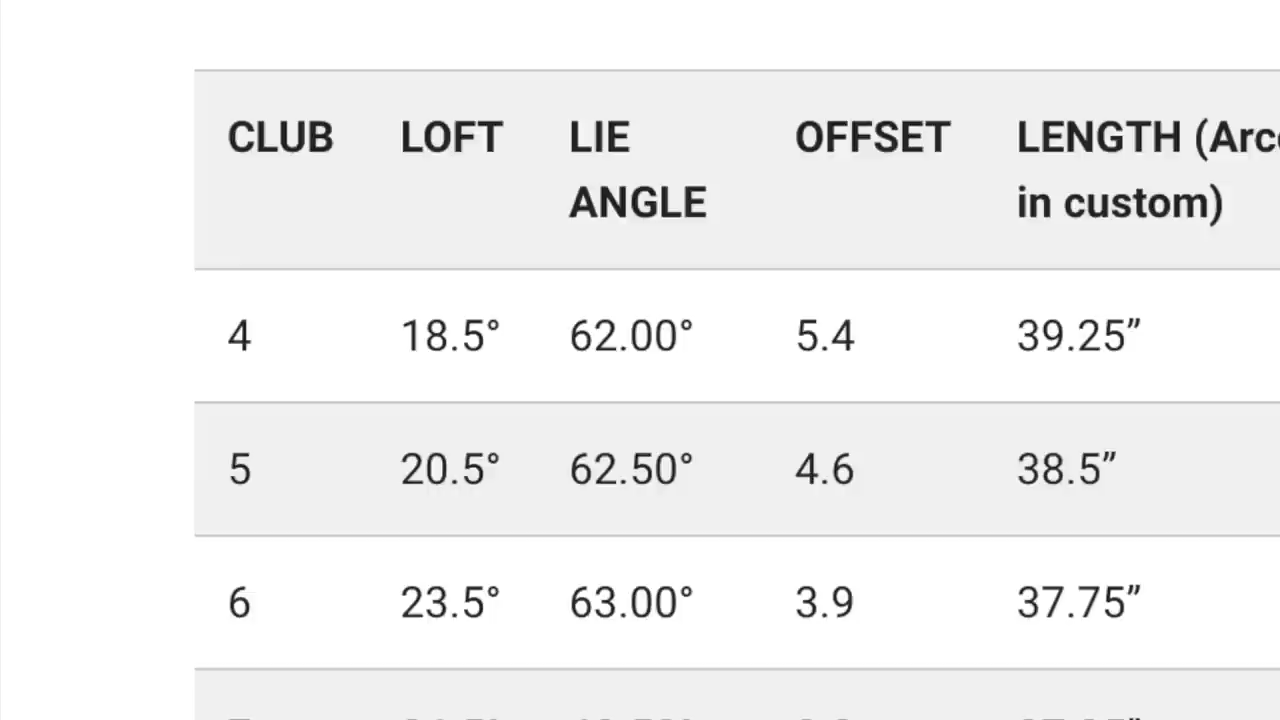 CLUB LOFT LIE ANGLE OFFSET LENGTH (Arcc in custom)
4 18.5° 62.00° 5.4 39.25”
5 20.5° 62.50° 4.6 38.5”
6 23.5° 63.00° 3.9 37.75”